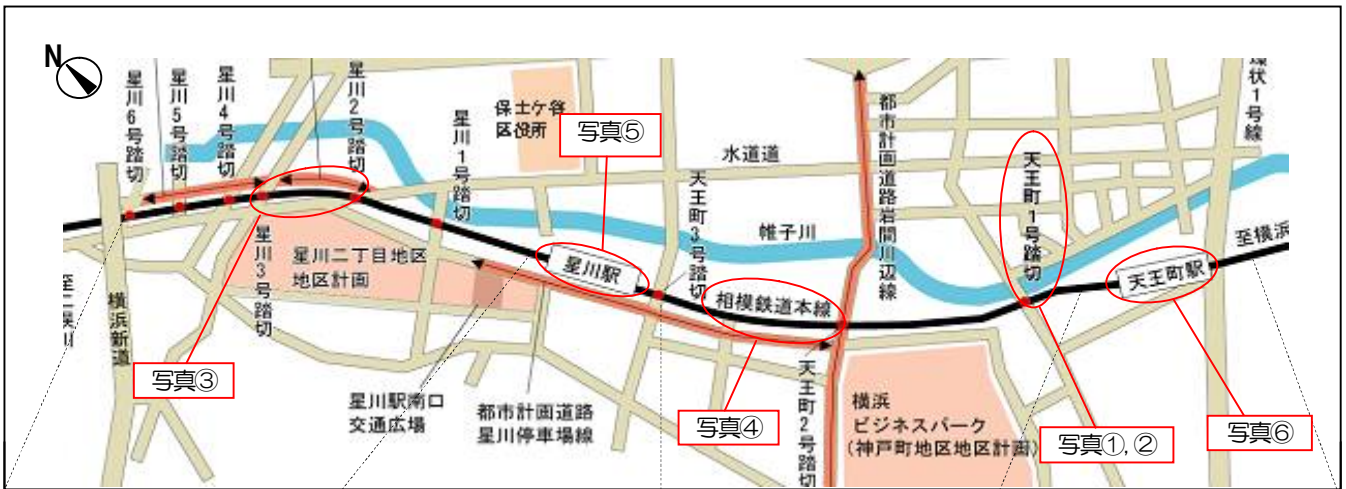 N
星川6号踏切
星川5号踏切
星川4号踏切
星川2号踏切
星川1号踏切
保土ケ谷
区役所
写真⑤
水道道
天王町3号踏切
都市計画道路岩間川辺線
天王町1号踏切
環状1号線
帷子川
至横浜
星川駅
相模鉄道本線
天王町駅
星川二丁目地区
地区計画
星川3号踏切
至二俣川
横浜新道
写真③
星川駅南口
交通広場
都市計画道路
星川停車場線
写真④
天王町2号踏切
横浜
ビジネスパーク
(神戸町地区地区計画)
写真①,②
写真⑥